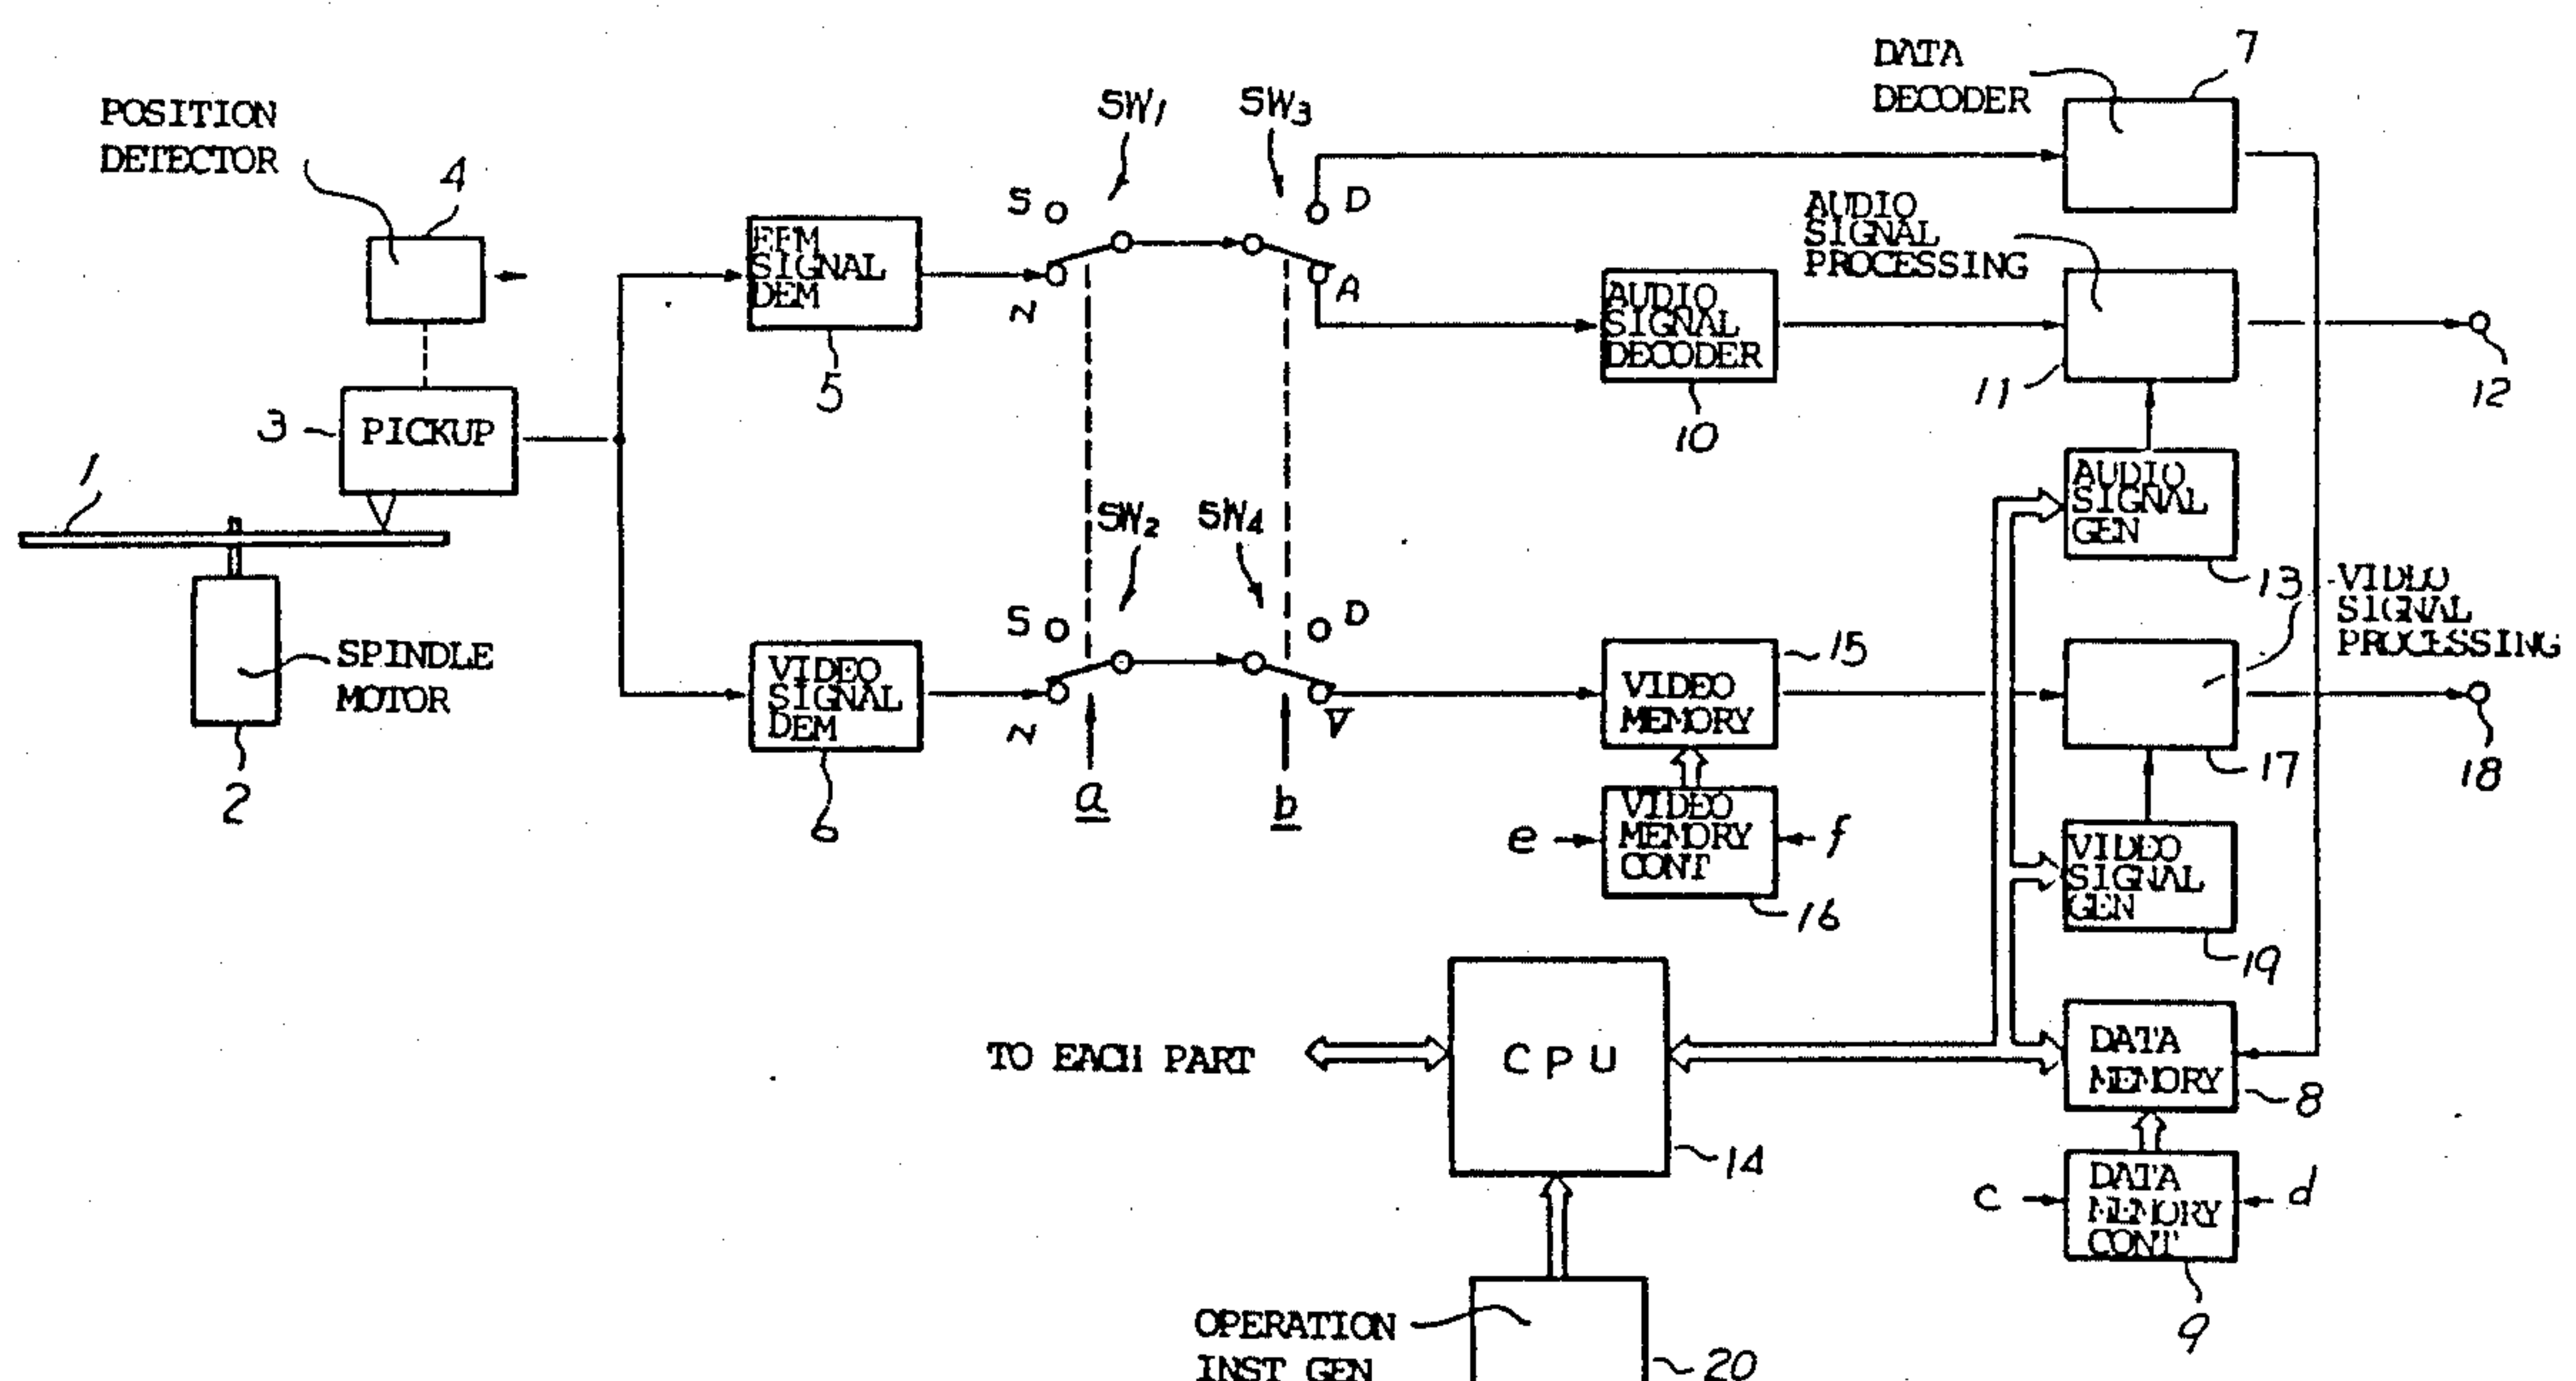 DATA
DECODER
7
POSITION
DETECTOR
4
SW1
SW3
S
D
N
A
EFM
SIGNAL
DEM
5
AUDIO
SIGNAL
PROCESSING
11
12
AUDIO
SIGNAL
DECODER
10
3
PICKUP
1
SPINDLE
MOTOR
2
AUDIO
SIGNAL
GEN
13
SW2
SW4
S
D
N
V
VIDEO
SIGNAL
DEM
6
a
b
VIDEO
MEMORY
15
VIDEO
SIGNAL
PROCESSING
17
18
e
VIDEO
MEMORY
CONT
f
16
VIDEO
SIGNAL
GEN
19
TO EACH PART
CPU
14
DATA
MEMORY
8
c
DATA
MEMORY
CONT
d
9
OPERATION
INST GEN
20